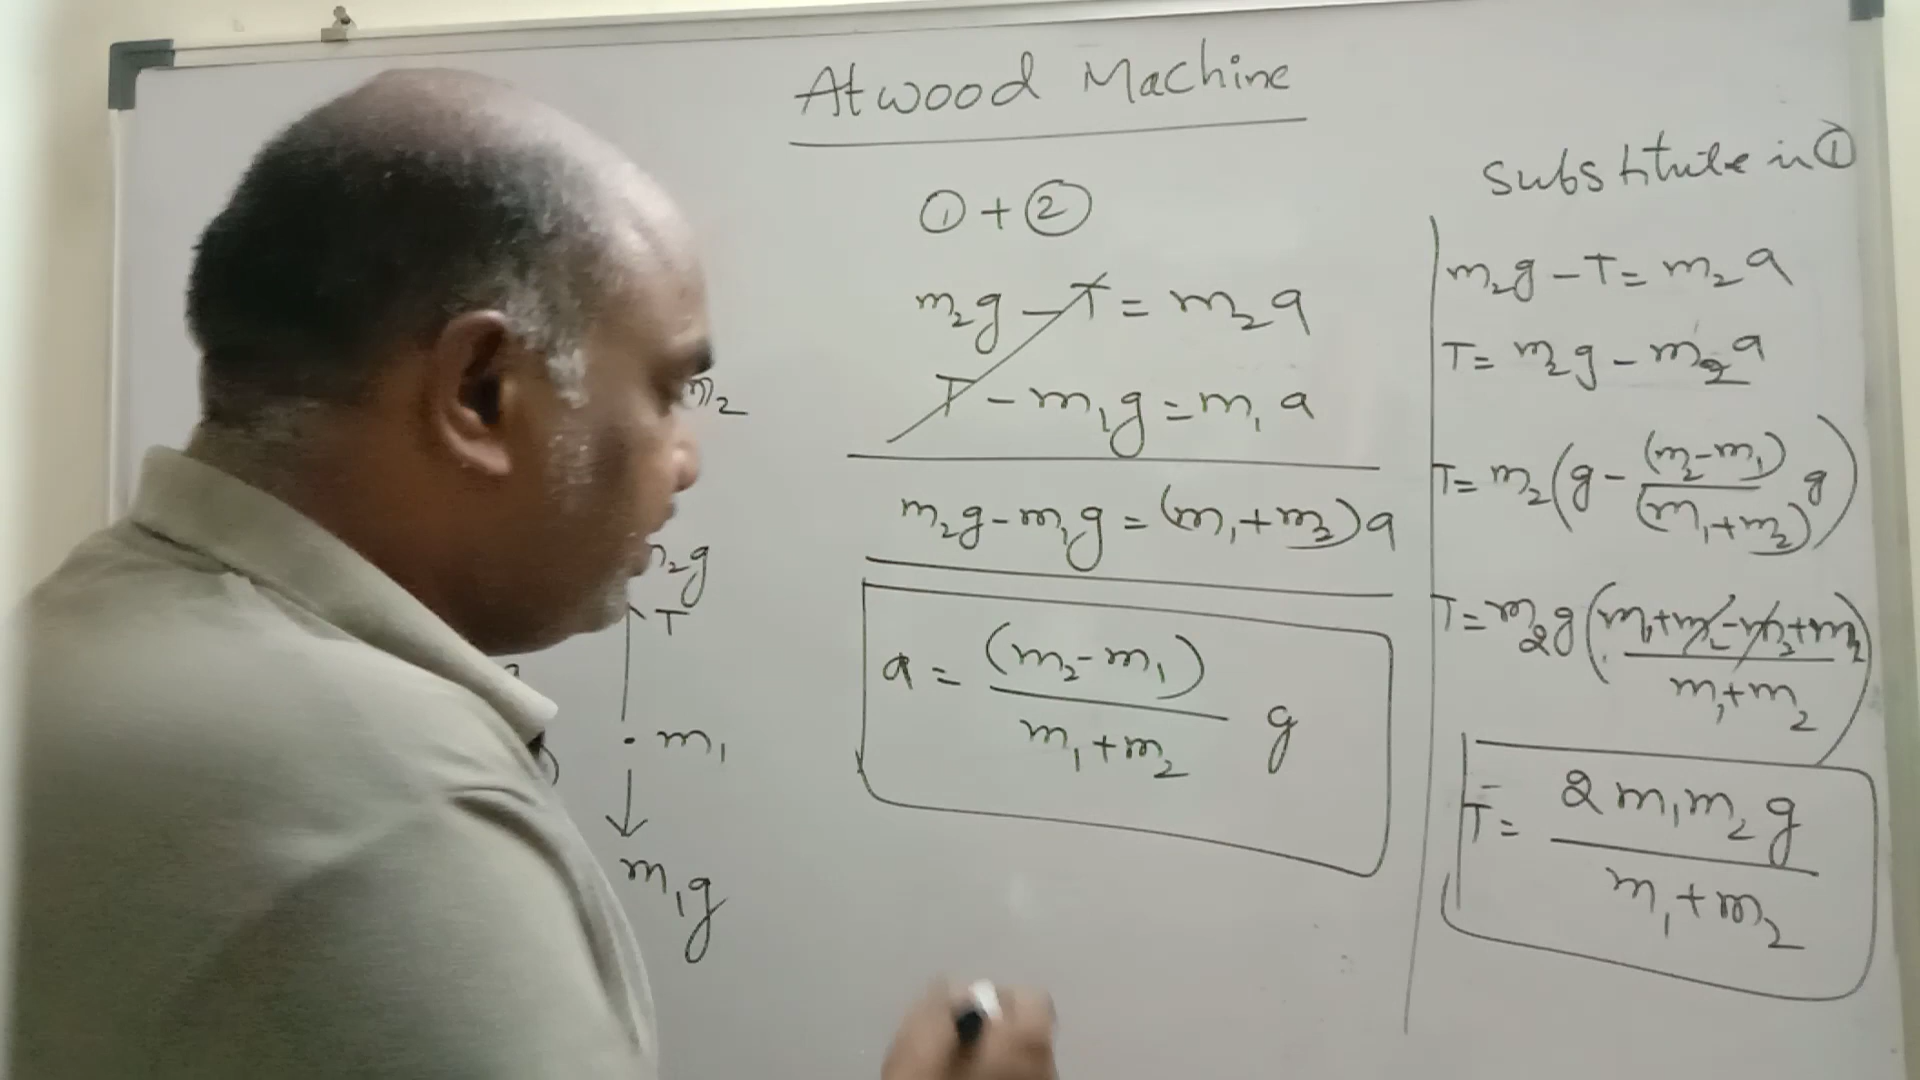 Atwood Machine
① + ②
m₂g - T = m₂a
T - m₁g = m₁a
m₂g - m₁g = (m₁+m₂)a
a = (m₂-m₁)/(m₁+m₂) g
substitute in ①
m₂g - T = m₂a
T = m₂g - m₂a
T = m₂(g - (m₂-m₁)/(m₁+m₂) g)
T = m₂g((m₁+m₂-m₂+m₁)/(m₁+m₂))
T = 2m₁m₂g/(m₁+m₂)
m₂
m₂g
T
m₁
m₁g